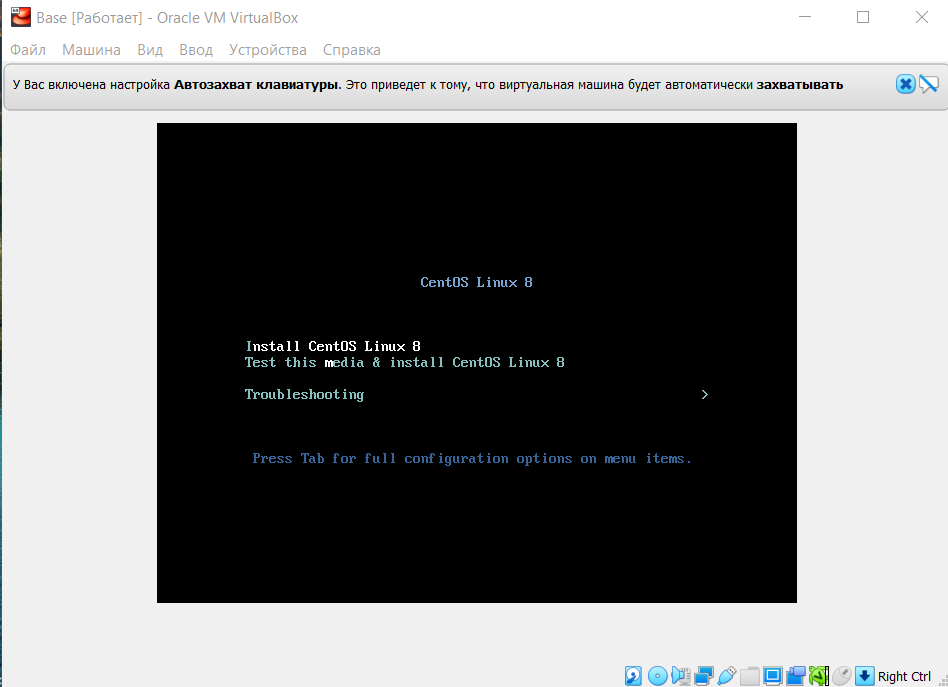 Base [Работает] - Oracle VM VirtualBox
Файл Машина Вид Ввод Устройства Справка
У Вас включена настройка Автозахват клавиатуры. Это приведет к тому, что виртуальная машина будет автоматически захватывать
CentOS Linux 8
Install CentOS Linux 8
Test this media & install CentOS Linux 8
Troubleshooting >
Press Tab for full configuration options on menu items.
Right Ctrl